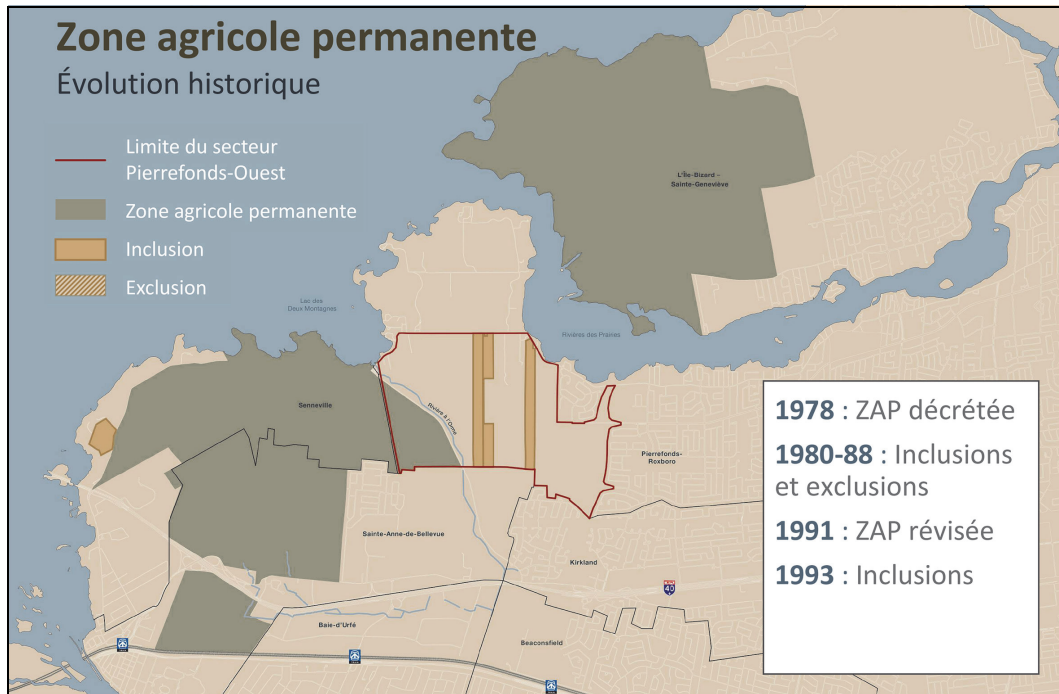 Zone agricole permanente
Évolution historique
Limite du secteur
Pierrefonds-Ouest
Zone agricole permanente
Inclusion
Exclusion
L'Île-Bizard –
Sainte-Geneviève
Lac des
Deux Montagnes
Rivières des Prairies
Senneville
Rivière à l'Orme
Pierrefonds-
Roxboro
Sainte-Anne-de-Bellevue
Kirkland
40
Baie-d'Urfé
Beaconsfield
1978 : ZAP décrétée
1980-88 : Inclusions
et exclusions
1991 : ZAP révisée
1993 : Inclusions